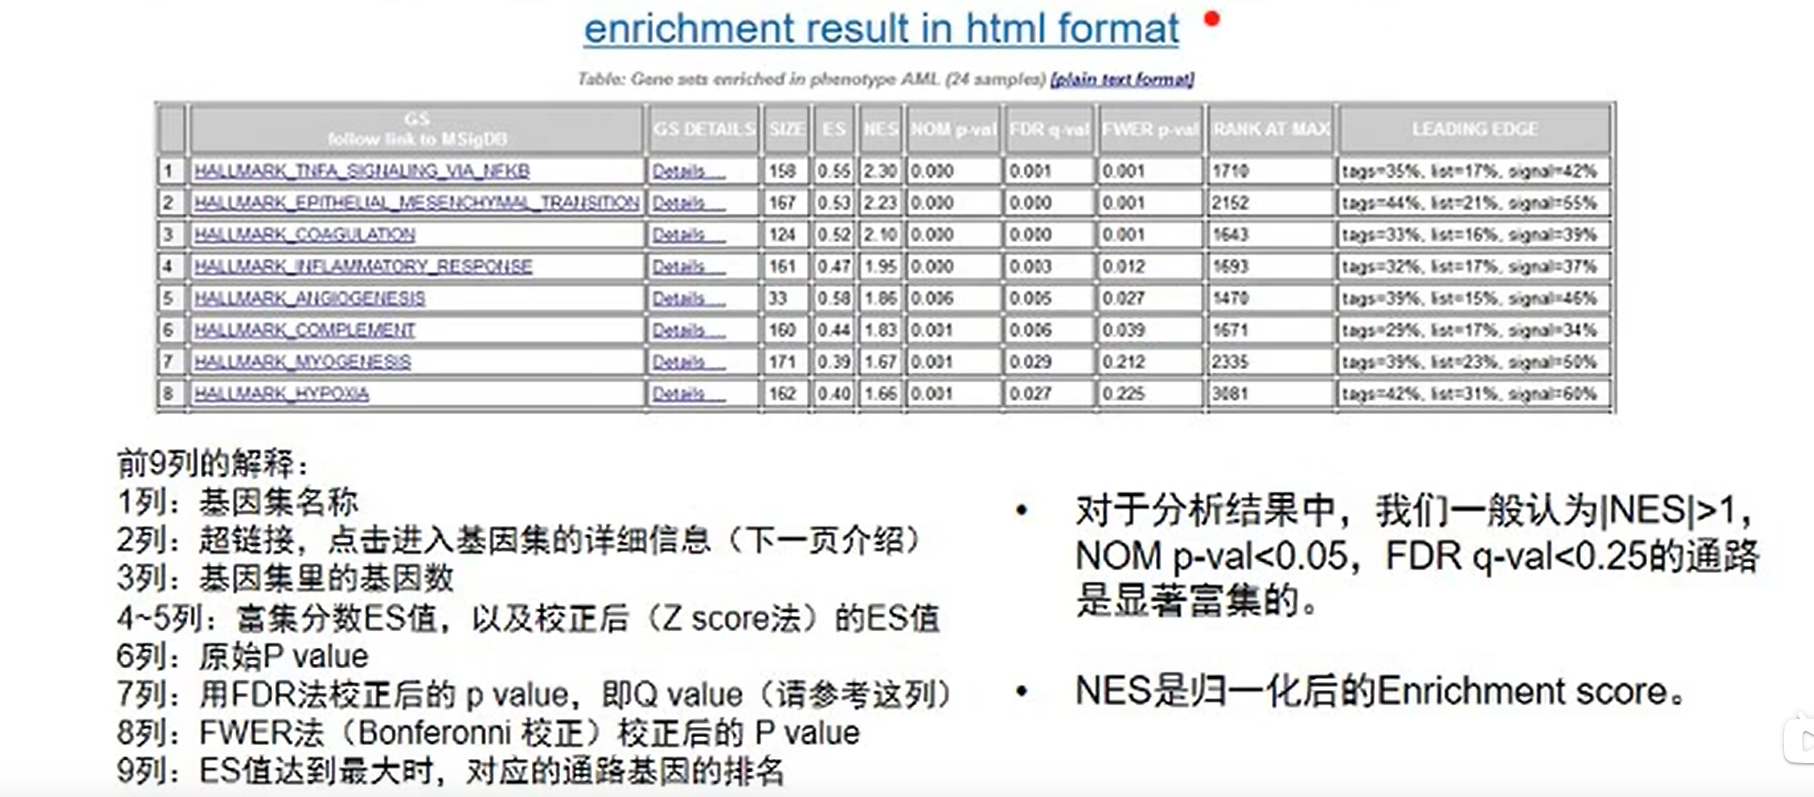 enrichment result in html format
Table: Gene sets enriched in phenotype AML (24 samples) [plain text format]
GS follow link to MSigDB GS DETAILS SIZE ES NES NOM p-val FDR q-val FWER p-val RANK AT MAX LEADING EDGE
1 HALLMARK_TNFA_SIGNALING_VIA_NFKB Details ... 158 0.55 2.30 0.000 0.001 0.001 1710 tags=35%, list=17%, signal=42%
2 HALLMARK_EPITHELIAL_MESENCHYMAL_TRANSITION Details ... 167 0.53 2.23 0.000 0.000 0.001 2152 tags=44%, list=21%, signal=55%
3 HALLMARK_COAGULATION Details ... 124 0.52 2.10 0.000 0.000 0.001 1643 tags=33%, list=16%, signal=39%
4 HALLMARK_INFLAMMATORY_RESPONSE Details ... 161 0.47 1.95 0.000 0.003 0.012 1693 tags=32%, list=17%, signal=37%
5 HALLMARK_ANGIOGENESIS Details ... 33 0.58 1.86 0.006 0.005 0.027 1470 tags=39%, list=15%, signal=46%
6 HALLMARK_COMPLEMENT Details ... 160 0.44 1.83 0.001 0.006 0.039 1671 tags=29%, list=17%, signal=34%
7 HALLMARK_MYOGENESIS Details ... 171 0.39 1.67 0.001 0.029 0.212 2335 tags=39%, list=23%, signal=50%
8 HALLMARK_HYPOXIA Details ... 162 0.40 1.66 0.001 0.027 0.225 3081 tags=42%, list=31%, signal=60%
前9列的解释：
1列：基因集名称
2列：超链接，点击进入基因集的详细信息（下一页介绍）
3列：基因集里的基因数
4~5列：富集分数ES值，以及校正后（Z score法）的ES值
6列：原始P value
7列：用FDR法校正后的 p value，即Q value（请参考这列）
8列：FWER法（Bonferonni 校正）校正后的 P value
9列：ES值达到最大时，对应的通路基因的排名
• 对于分析结果中，我们一般认为|NES|>1，
NOM p-val<0.05，FDR q-val<0.25的通路
是显著富集的。
• NES是归一化后的Enrichment score。